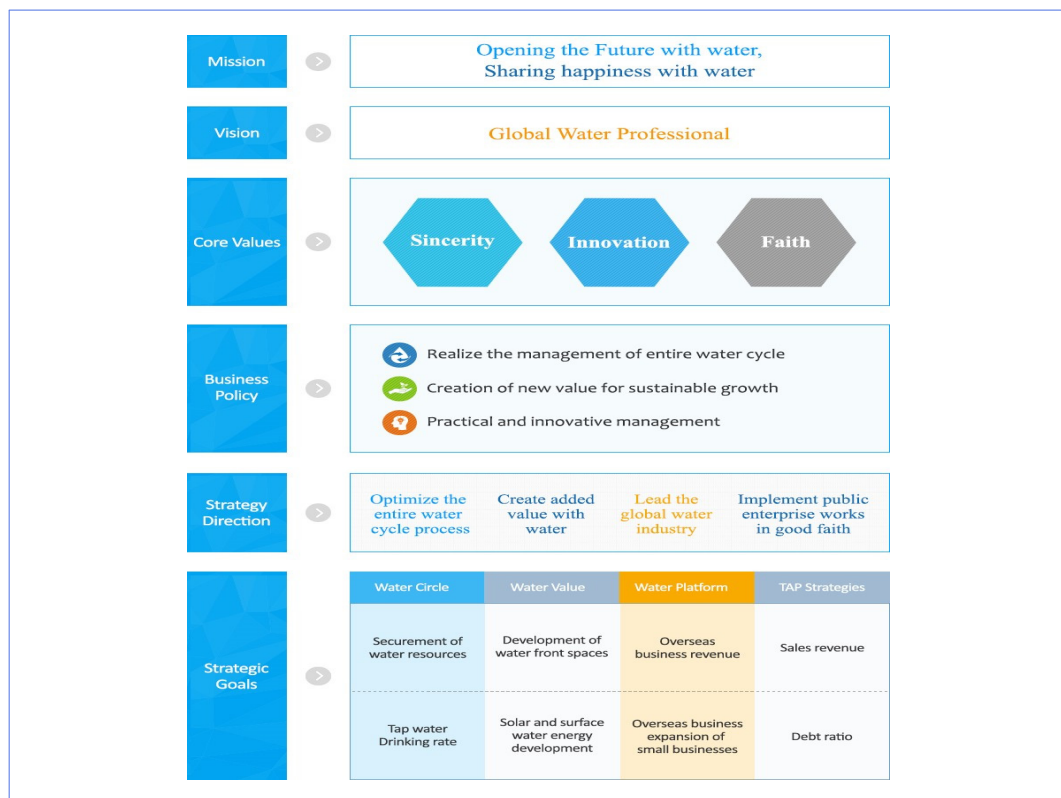 Mission
Opening the Future with water,
Sharing happiness with water
Vision
Global Water Professional
Core Values
Sincerity
Innovation
Faith
Business
Policy
Realize the management of entire water cycle
Creation of new value for sustainable growth
Practical and innovative management
Strategy
Direction
Optimize the
entire water
cycle process
Create added
value with
water
Lead the
global water
industry
Implement public
enterprise works
in good faith
Strategic
Goals
Water Circle
Water Value
Water Platform
TAP Strategies
Securement of
water resources
Development of
water front spaces
Overseas
business revenue
Sales revenue
Tap water
Drinking rate
Solar and surface
water energy
development
Overseas business
expansion of
small businesses
Debt ratio